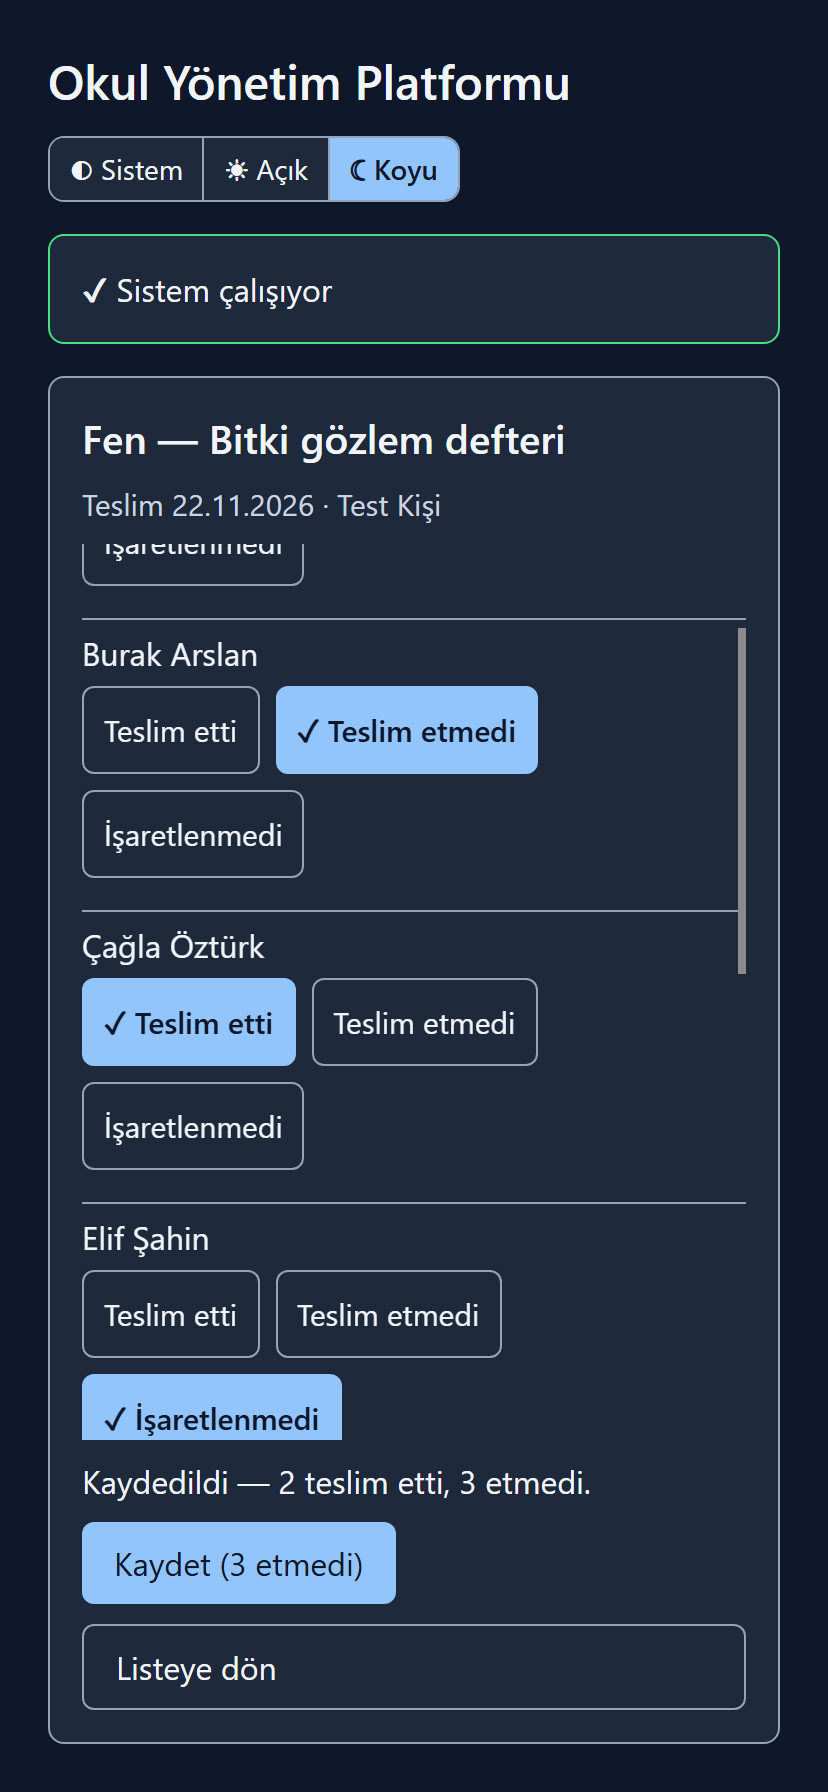 Okul Yönetim Platformu
Sistem
Açık
Koyu
✓ Sistem çalışıyor
Fen — Bitki gözlem defteri
Teslim 22.11.2026 · Test Kişi
İşaretlenmedi
Burak Arslan
Teslim etti
✓ Teslim etmedi
İşaretlenmedi
Çağla Öztürk
✓ Teslim etti
Teslim etmedi
İşaretlenmedi
Elif Şahin
Teslim etti
Teslim etmedi
✓ İşaretlenmedi
Kaydedildi — 2 teslim etti, 3 etmedi.
Kaydet (3 etmedi)
Listeye dön